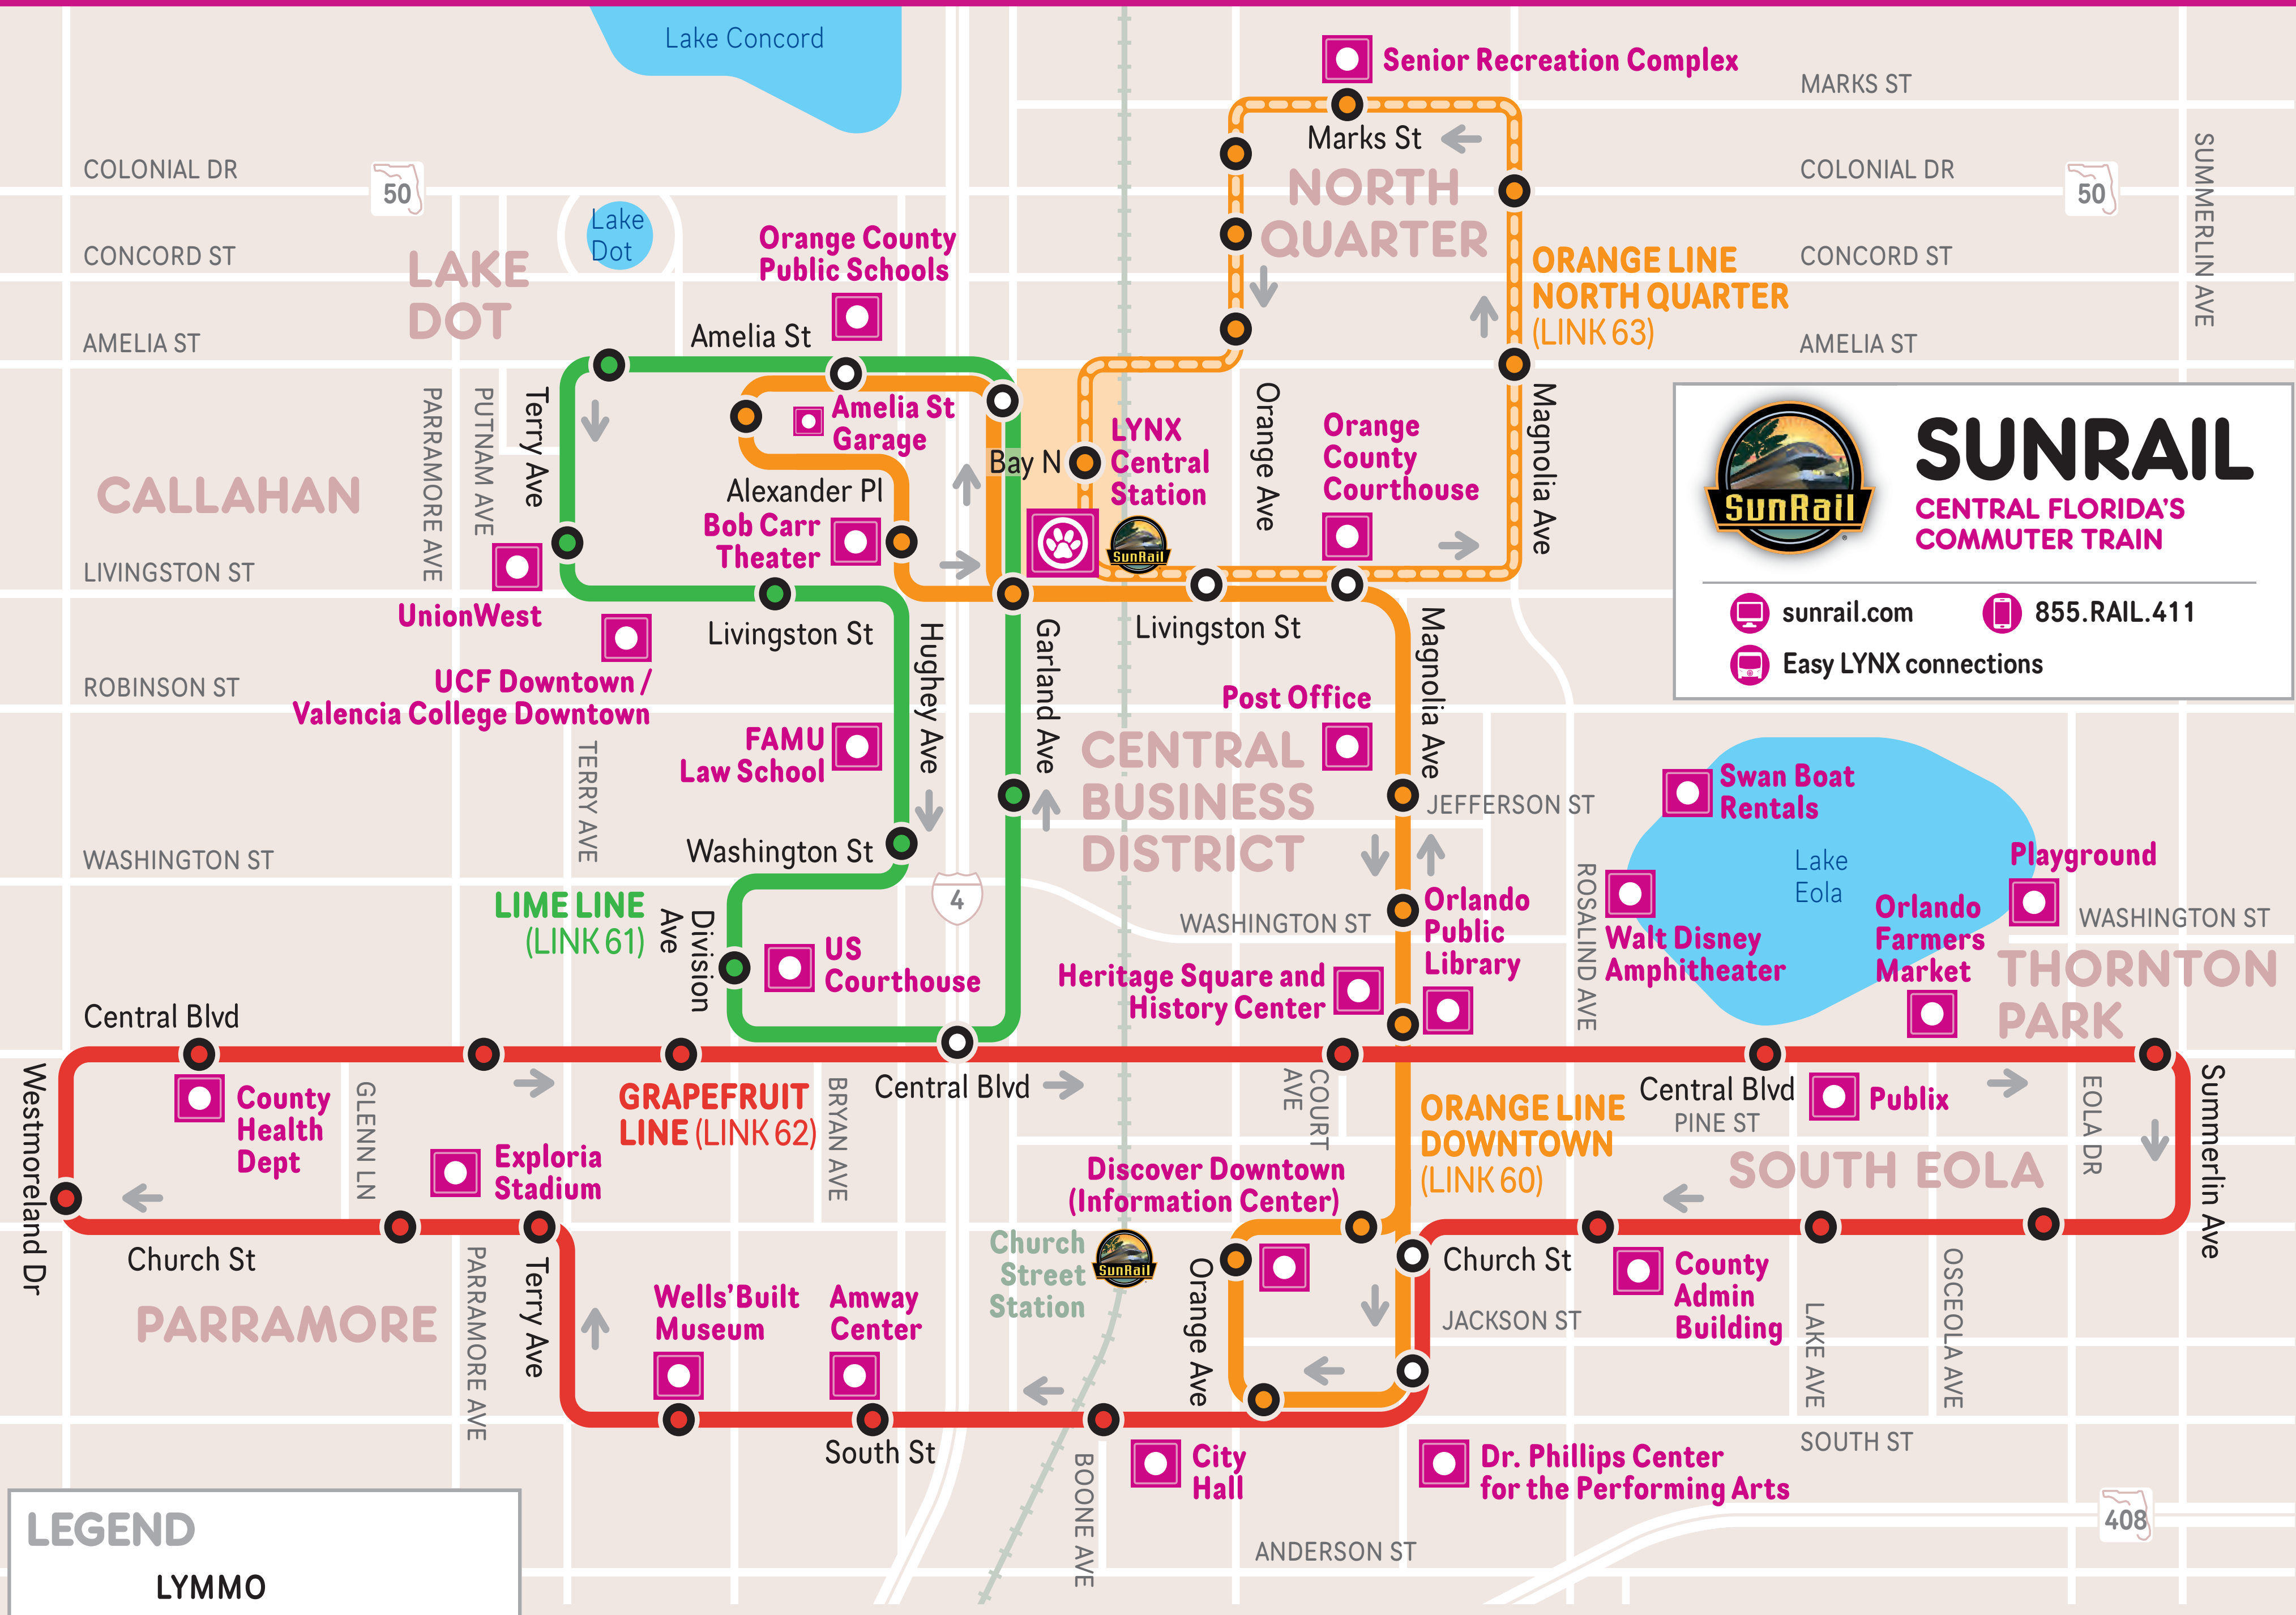 Lake Concord
Senior Recreation Complex
MARKS ST
Marks St
COLONIAL DR
50
COLONIAL DR
50
SUMMERLIN AVE
NORTH
QUARTER
Lake
Dot
Orange County
Public Schools
CONCORD ST
LAKE
DOT
CONCORD ST
ORANGE LINE
NORTH QUARTER
(LINK 63)
AMELIA ST
Amelia St
AMELIA ST
PARRAMORE AVE
PUTNAM AVE
Terry Ave
Amelia St
Garage
Bay N
LYNX
Central
Station
Orange Ave
Orange
County
Courthouse
Magnolia Ave
SunRail
SUNRAIL
CENTRAL FLORIDA'S
COMMUTER TRAIN
sunrail.com
855.RAIL.411
Easy LYNX connections
CALLAHAN
Alexander Pl
Bob Carr
Theater
SunRail
LIVINGSTON ST
UnionWest
Livingston St
Livingston St
UCF Downtown /
Valencia College Downtown
Hughey Ave
Garland Ave
Magnolia Ave
ROBINSON ST
Post Office
FAMU
Law School
TERRY AVE
CENTRAL
BUSINESS
DISTRICT
JEFFERSON ST
Swan Boat
Rentals
Lake
Eola
Playground
WASHINGTON ST
Washington St
LIME LINE
(LINK 61)
Division
Ave
4
WASHINGTON ST
Orlando
Public
Library
ROSALIND AVE
Walt Disney
Amphitheater
Orlando
Farmers
Market
WASHINGTON ST
THORNTON
PARK
US
Courthouse
Heritage Square and
History Center
Central Blvd
Westmoreland Dr
County
Health
Dept
GLENN LN
GRAPEFRUIT
LINE (LINK 62)
BRYAN AVE
Central Blvd
COURT
AVE
ORANGE LINE
DOWNTOWN
(LINK 60)
Central Blvd
PINE ST
Publix
EOLA DR
Summerlin Ave
Exploria
Stadium
Discover Downtown
(Information Center)
SOUTH EOLA
Church St
PARRAMORE
PARRAMORE AVE
Terry Ave
Wells'Built
Museum
Amway
Center
Church
Street
Station
SunRail
Orange Ave
Church St
JACKSON ST
County
Admin
Building
LAKE AVE
OSCEOLA AVE
South St
SOUTH ST
BOONE AVE
City
Hall
Dr. Phillips Center
for the Performing Arts
408
ANDERSON ST
LEGEND
LYMMO